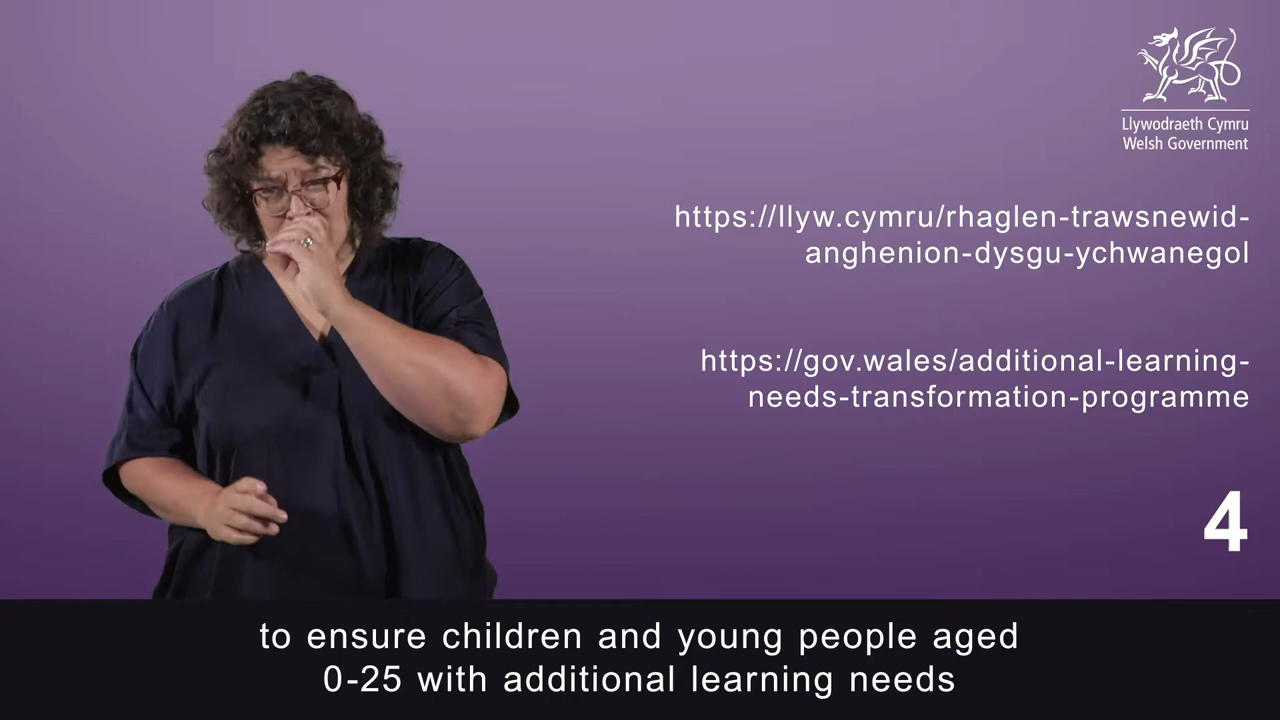 Llywodraeth Cymru
Welsh Government
https://llyw.cymru/rhaglen-trawsnewid-
anghenion-dysgu-ychwanegol
https://gov.wales/additional-learning-
needs-transformation-programme
4
to ensure children and young people aged
0-25 with additional learning needs